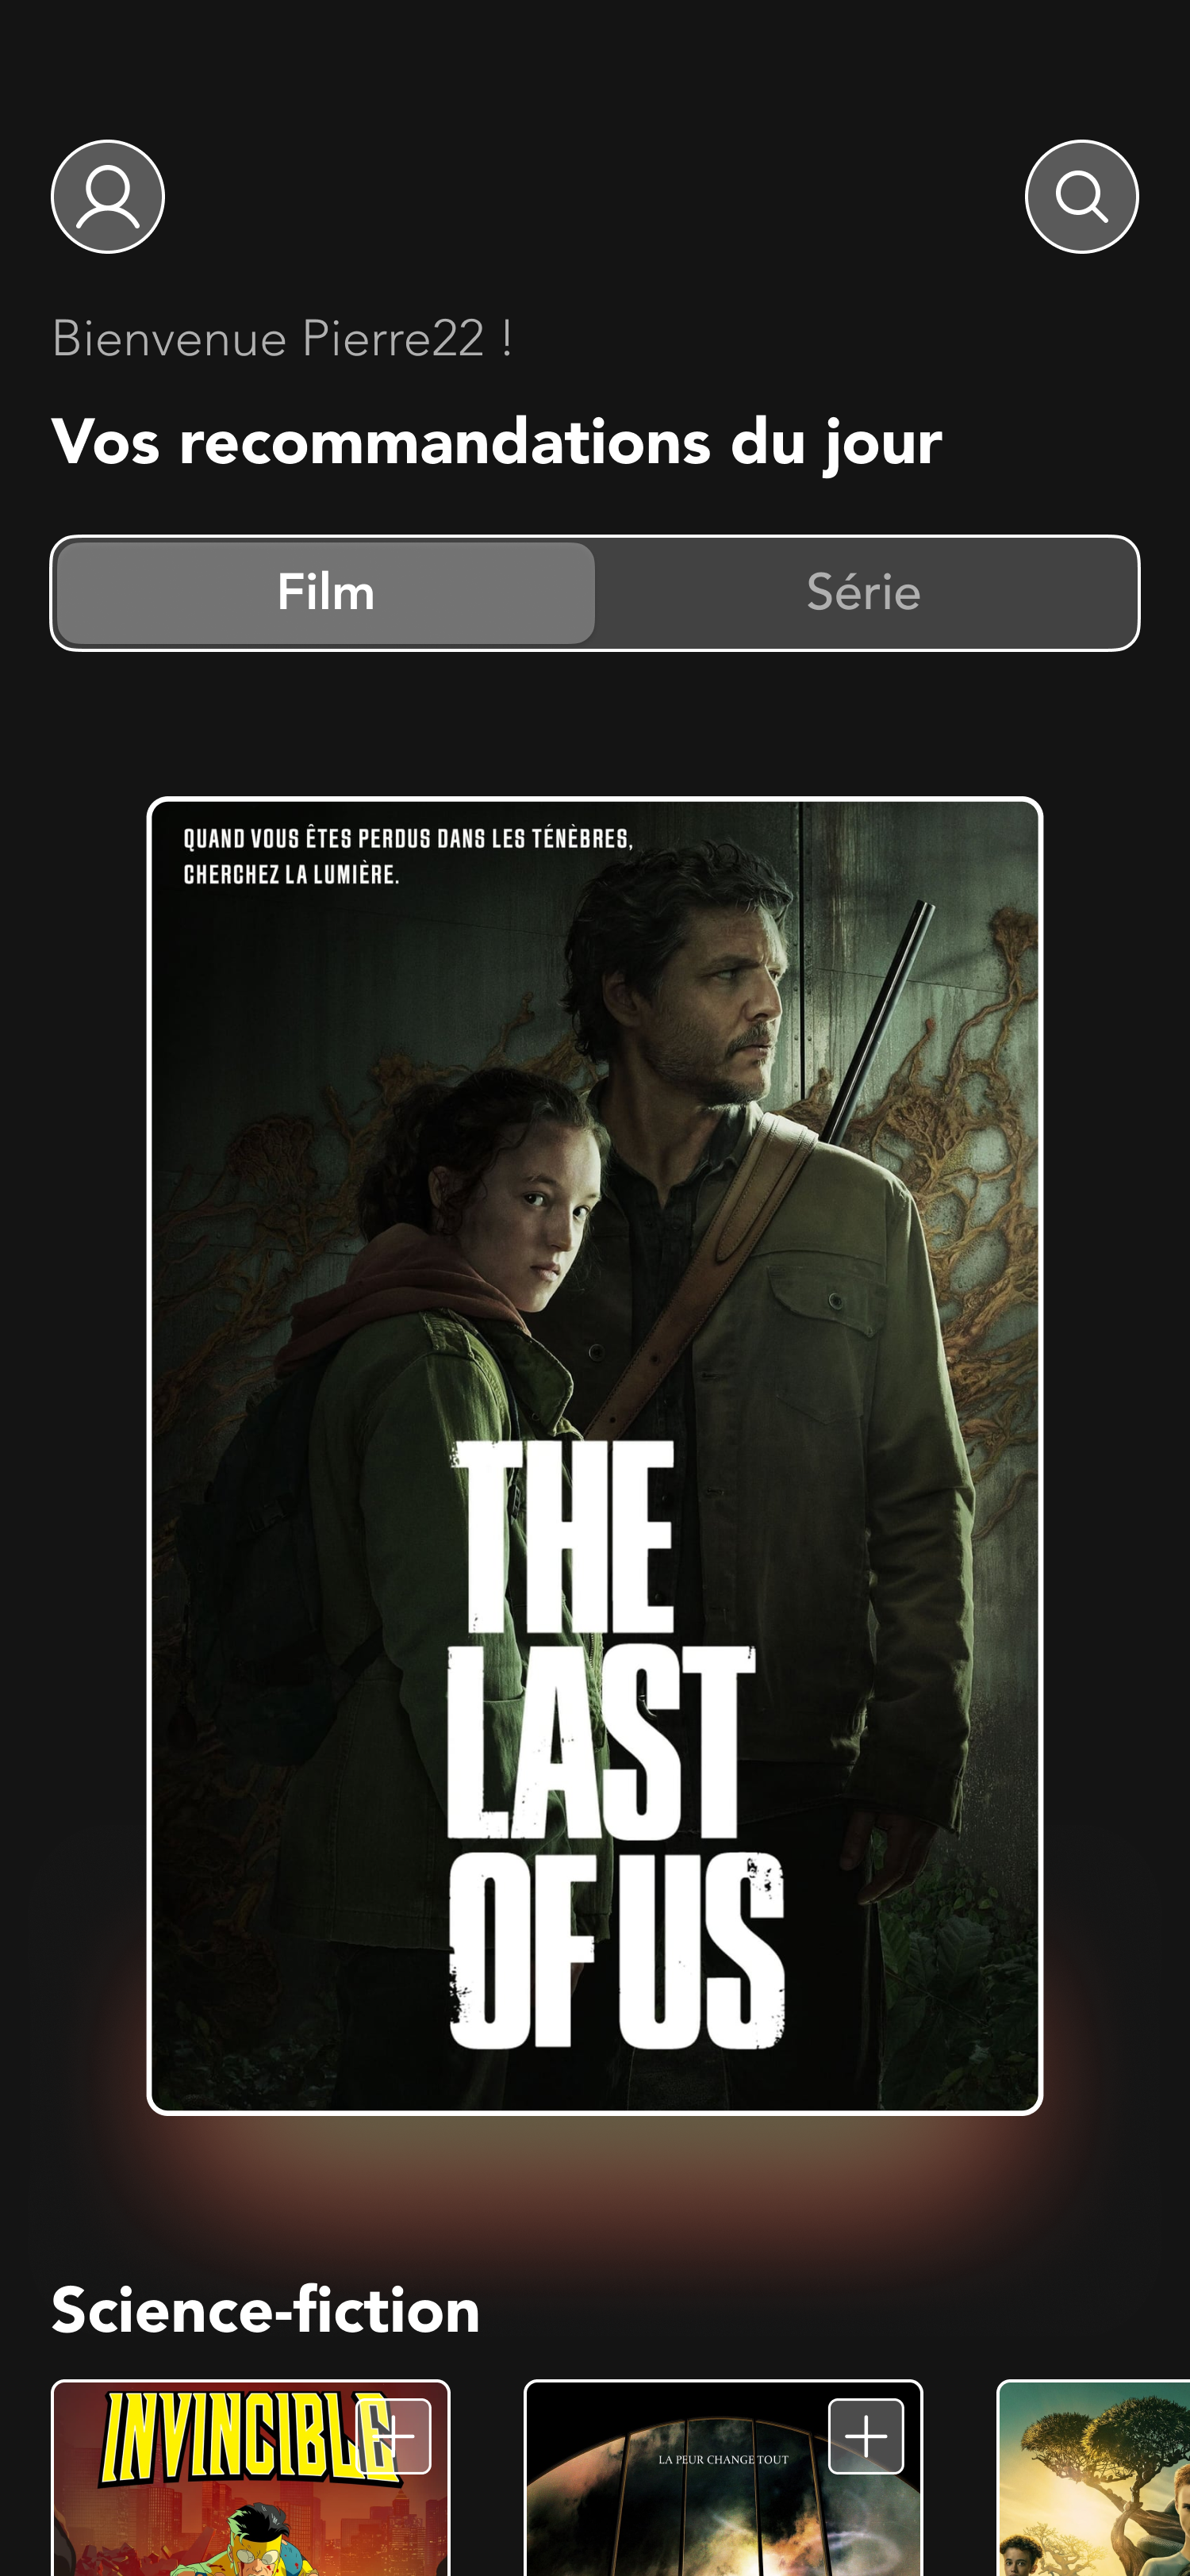 Bienvenue Pierre22 !
Vos recommandations du jour
Film
Série
QUAND VOUS ÊTES PERDUS DANS LES TÉNÈBRES,
CHERCHEZ LA LUMIÈRE.
THE
LAST
OF US
Science-fiction
INVINCIBLE
LA PEUR CHANGE TOUT